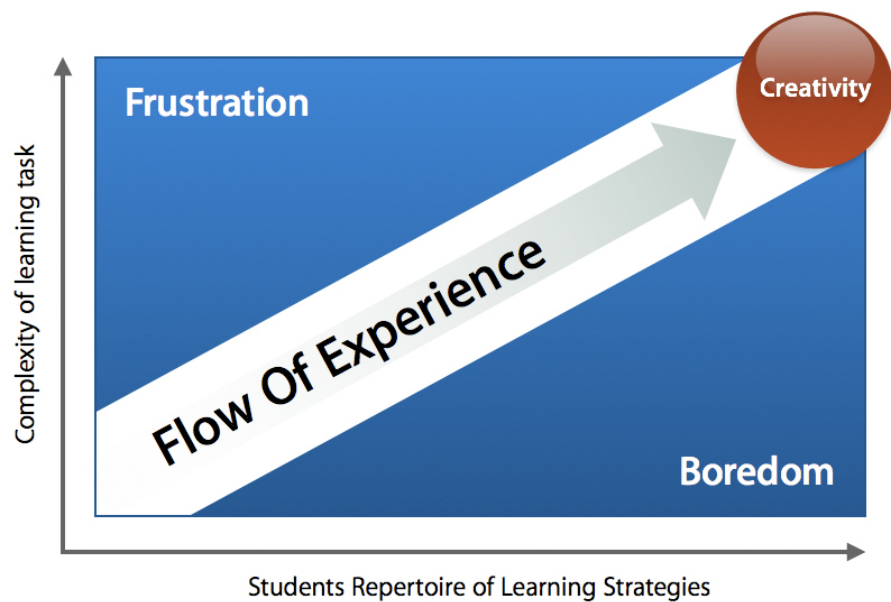 Creativity
Frustration
Complexity of learning task
Flow Of Experience
Boredom
Students Repertoire of Learning Strategies